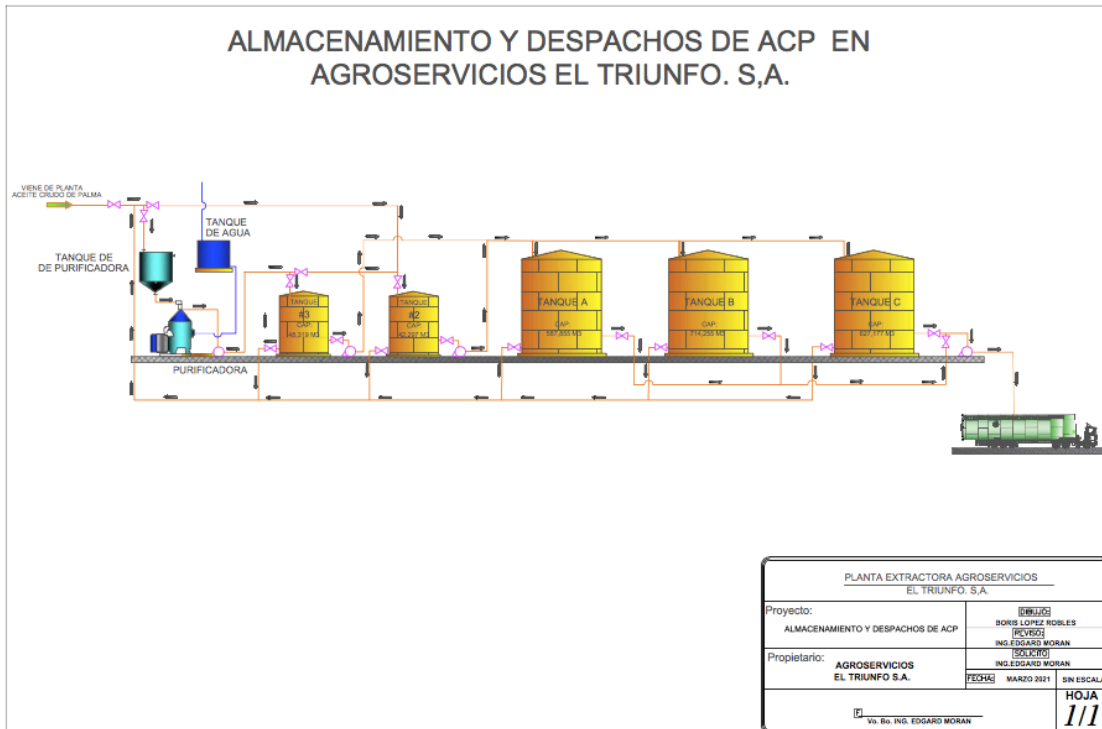 ALMACENAMIENTO Y DESPACHOS DE ACP EN
AGROSERVICIOS EL TRIUNFO. S,A.
VIENE DE PLANTA
ACEITE CRUDO DE PALMA
TANQUE
DE AGUA
TANQUE DE
DE PURIFICADORA
PURIFICADORA
TANQUE
#3
CAP:
TANQUE
#2
CAP
TANQUE A
CAP:
TANQUE B
CAP:
TANQUE C
CAP:
PLANTA EXTRACTORA AGROSERVICIOS
EL TRIUNFO. S,A.
Proyecto:
ALMACENAMIENTO Y DESPACHOS DE ACP
DIBUJO:
BORIS LOPEZ ROBLES
REVISO:
ING.EDGARD MORAN
Propietario:
AGROSERVICIOS
EL TRIUNFO S.A.
SOLICITO
ING.EDGARD MORAN
FECHA: MARZO 2021 SIN ESCALA
F.
Vo. Bo. ING. EDGARD MORAN
HOJA
1/1